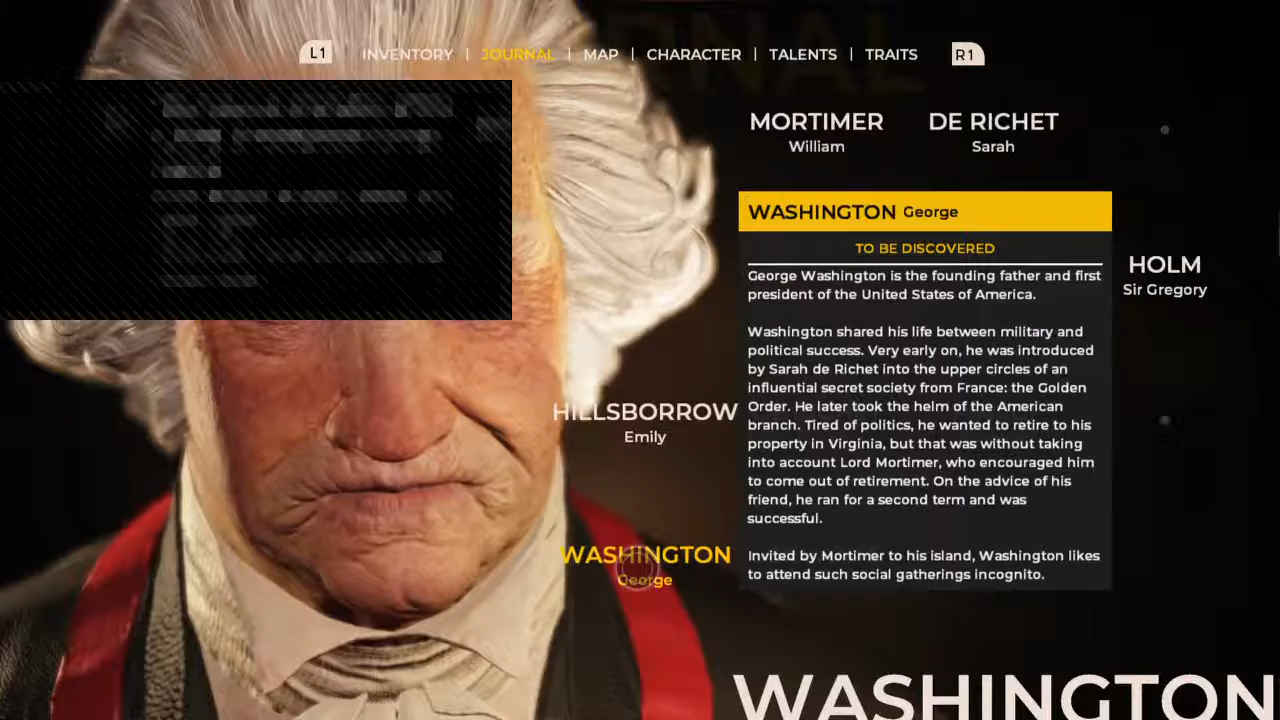 L1 INVENTORY | JOURNAL | MAP | CHARACTER | TALENTS | TRAITS R1
MORTIMER
William
DE RICHET
Sarah
WASHINGTON George
TO BE DISCOVERED
George Washington is the founding father and first
president of the United States of America.
Washington shared his life between military and
political success. Very early on, he was introduced
by Sarah de Richet into the upper circles of an
influential secret society from France: the Golden
Order. He later took the helm of the American
branch. Tired of politics, he wanted to retire to his
property in Virginia, but that was without taking
into account Lord Mortimer, who encouraged him
to come out of retirement. On the advice of his
friend, he ran for a second term and was
successful.
Invited by Mortimer to his island, Washington likes
to attend such social gatherings incognito.
HOLM
Sir Gregory
HILLSBORROW
Emily
WASHINGTON
George
WASHINGTON